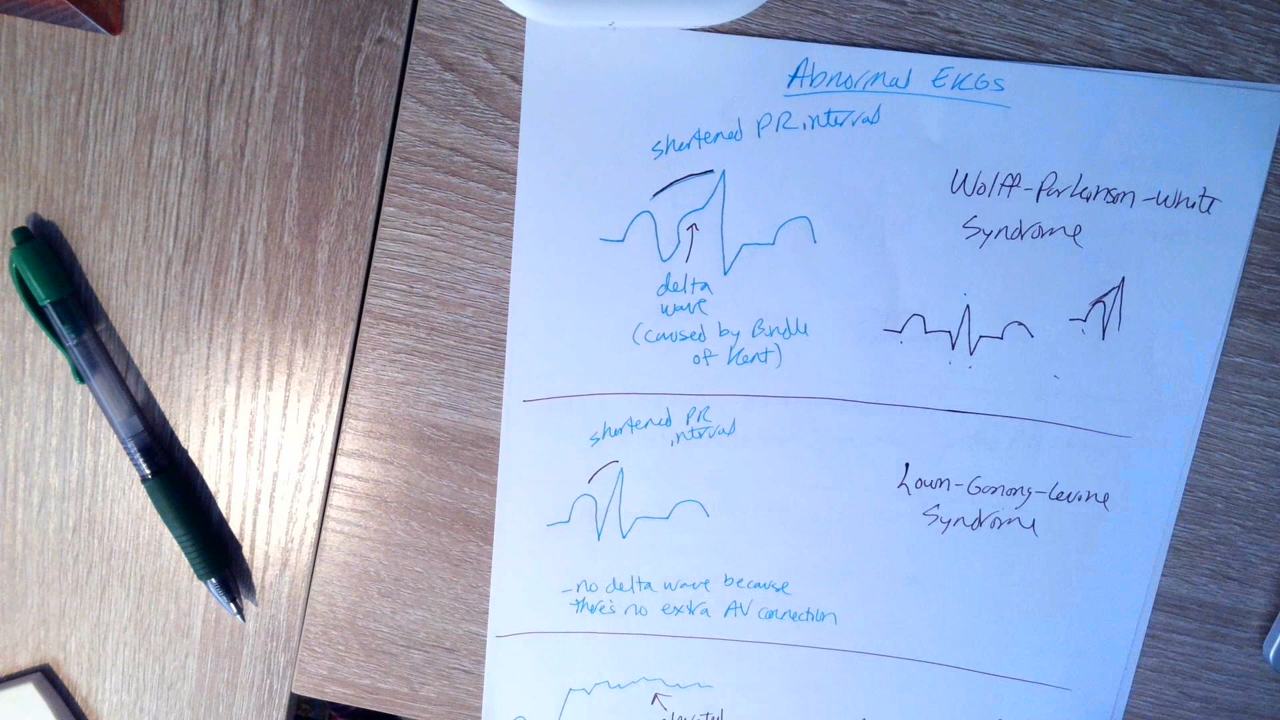 Abnormal EKGs
shortened PR interval
Wolff-Parkinson-White
Syndrome
delta
wave
(caused by Bundle
of Kent)
shortened PR
interval
Lown-Ganong-Levine
Syndrome
-no delta wave because
there's no extra AV connection